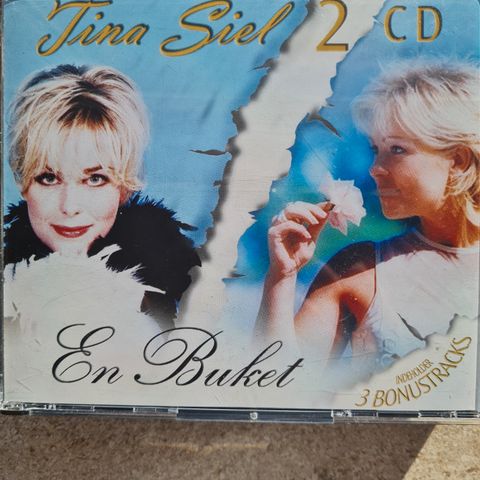 Tina Siel 2 CD
En Buket
INDEHOLDER
3 BONUSTRACKS